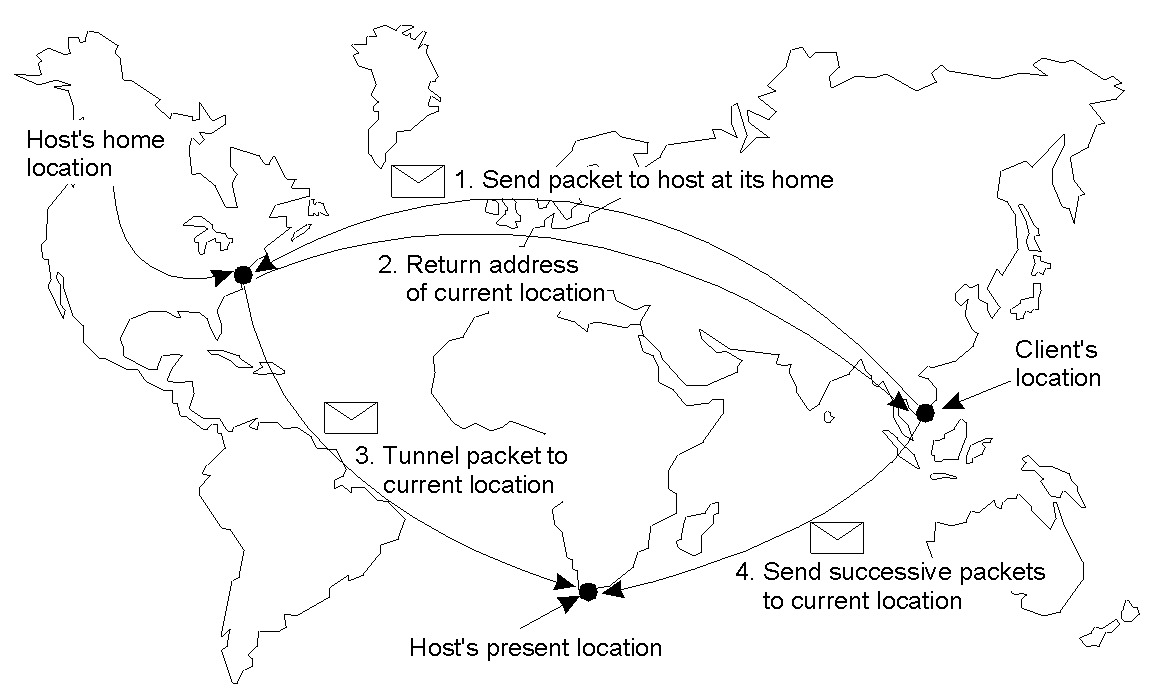 Host's home
location
1. Send packet to host at its home
2. Return address
of current location
Client's
location
3. Tunnel packet to
current location
4. Send successive packets
to current location
Host's present location